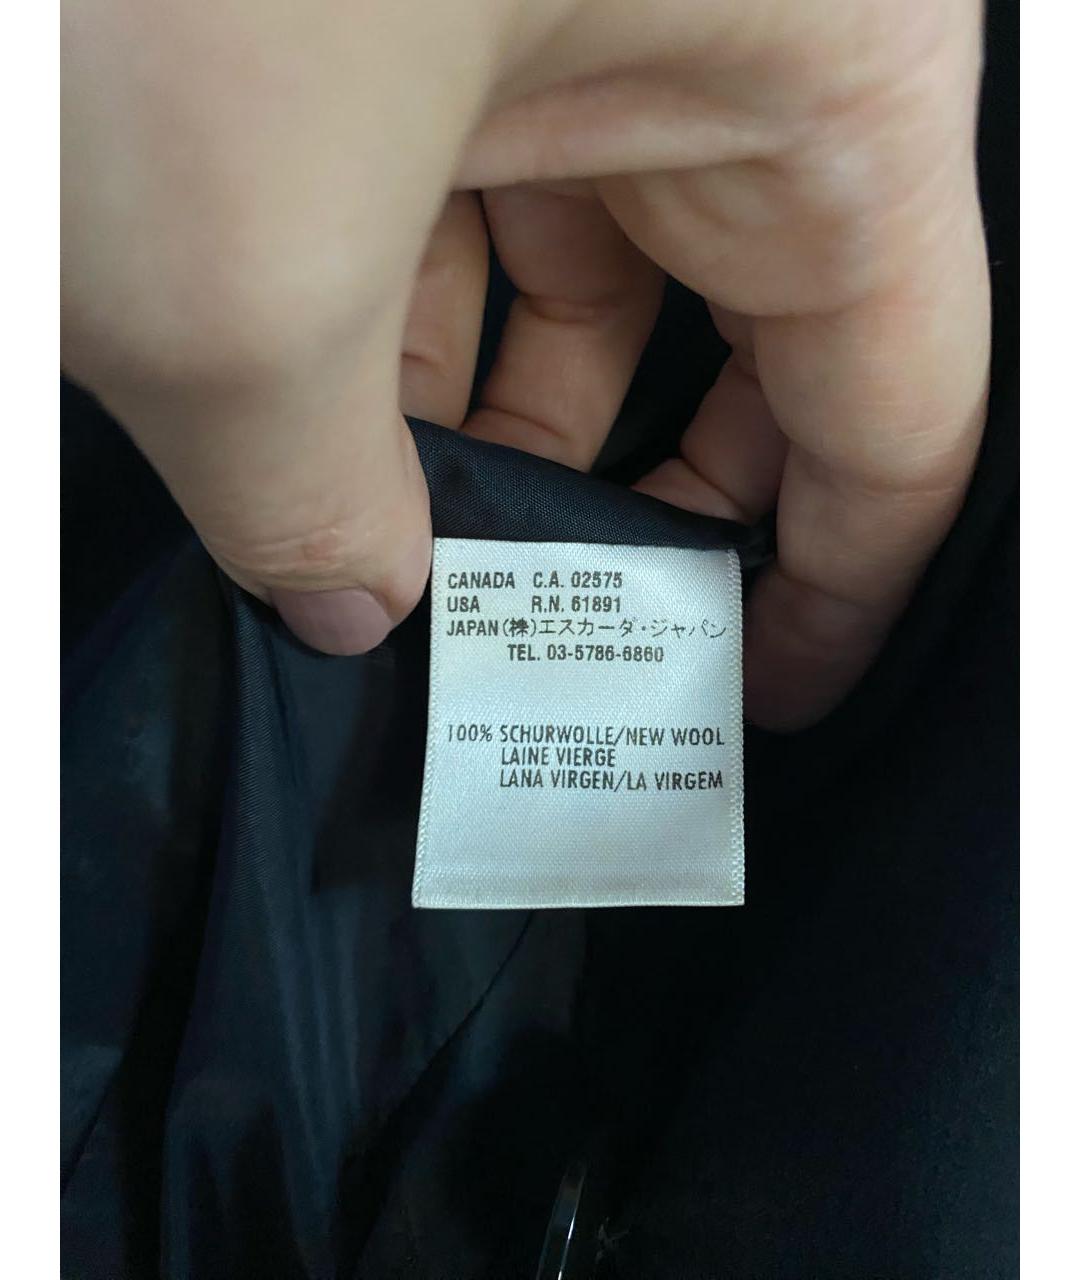 CANADA C.A. 02575
USA R.N. 61891
JAPAN (株)エスカーダ・ジャパン
TEL. 03-5786-6860
100% SCHURWOLLE/NEW WOOL
LAINE VIERGE
LANA VIRGEN/LA VIRGEM